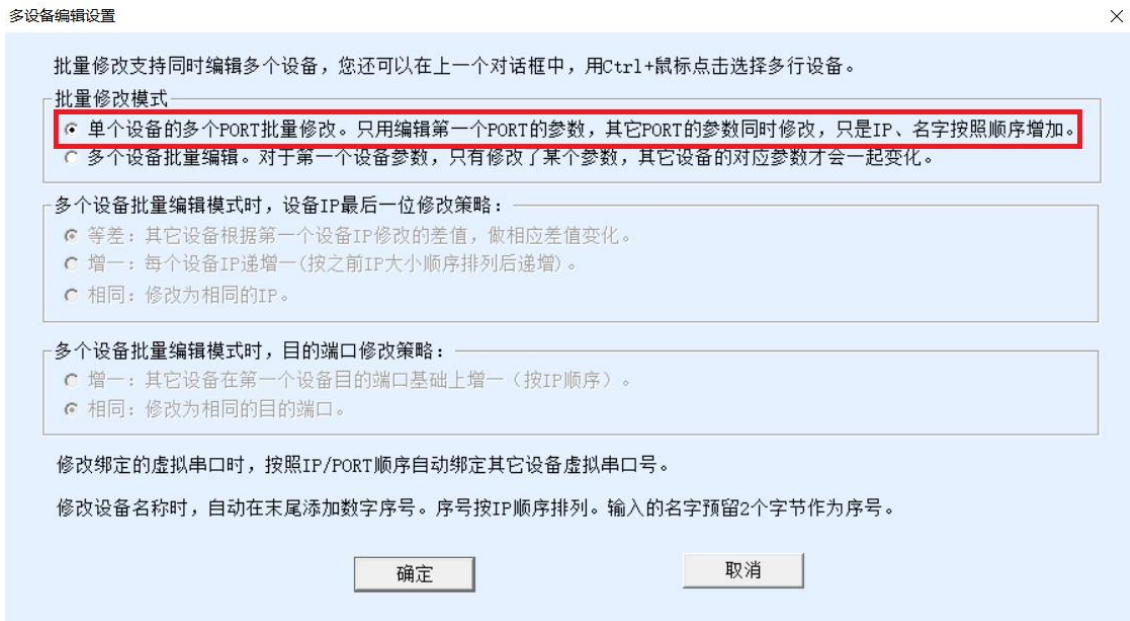 多设备编辑设置
批量修改支持同时编辑多个设备，您还可以在上一个对话框中，用Ctrl+鼠标点击选择多行设备。
批量修改模式
单个设备的多个PORT批量修改。只用编辑第一个PORT的参数，其它PORT的参数同时修改，只是IP、名字按照顺序增加。
多个设备批量编辑。对于第一个设备参数，只有修改了某个参数，其它设备的对应参数才会一起变化。
多个设备批量编辑模式时，设备IP最后一位修改策略：
等差：其它设备根据第一个设备IP修改的差值，做相应差值变化。
增一：每个设备IP递增一(按之前IP大小顺序排列后递增)。
相同：修改为相同的IP。
多个设备批量编辑模式时，目的端口修改策略：
增一：其它设备在第一个设备目的端口基础上增一（按IP顺序）。
相同：修改为相同的目的端口。
修改绑定的虚拟串口时，按照IP/PORT顺序自动绑定其它设备虚拟串口号。
修改设备名称时，自动在末尾添加数字序号。序号按IP顺序排列。输入的名字预留2个字节作为序号。
确定
取消